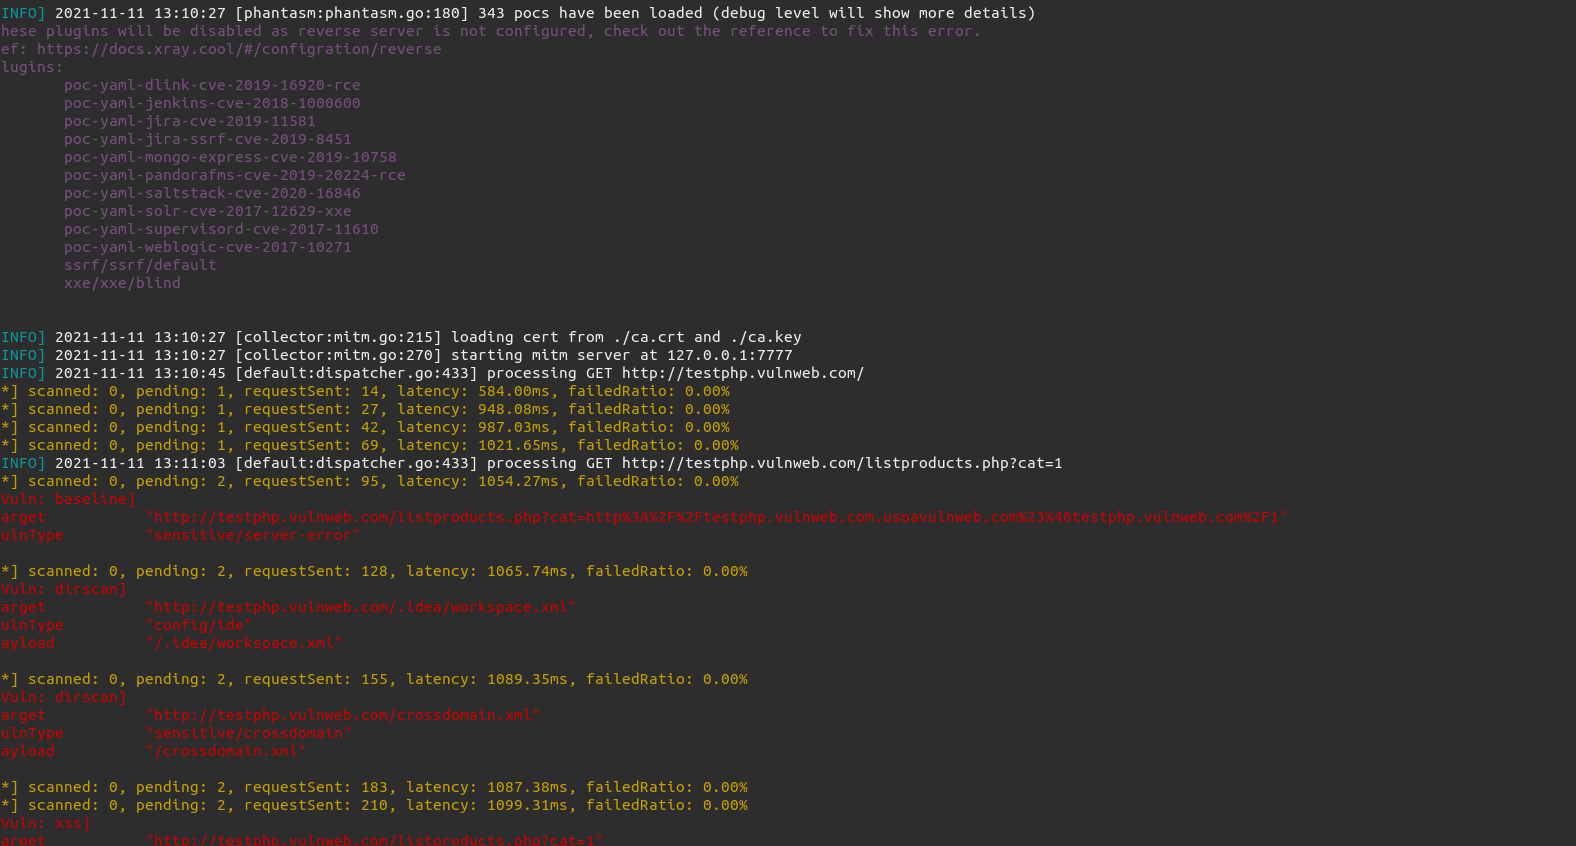 INFO] 2021-11-11 13:10:27 [phantasm:phantasm.go:180] 343 pocs have been loaded (debug level will show more details)
hese plugins will be disabled as reverse server is not configured, check out the reference to fix this error.
ef: https://docs.xray.cool/#/configration/reverse
lugins:
poc-yaml-dlink-cve-2019-16920-rce
poc-yaml-jenkins-cve-2018-1000600
poc-yaml-jira-cve-2019-11581
poc-yaml-jira-ssrf-cve-2019-8451
poc-yaml-mongo-express-cve-2019-10758
poc-yaml-pandorafms-cve-2019-20224-rce
poc-yaml-saltstack-cve-2020-16846
poc-yaml-solr-cve-2017-12629-xxe
poc-yaml-supervisord-cve-2017-11610
poc-yaml-weblogic-cve-2017-10271
ssrf/ssrf/default
xxe/xxe/blind
INFO] 2021-11-11 13:10:27 [collector:mitm.go:215] loading cert from ./ca.crt and ./ca.key
INFO] 2021-11-11 13:10:27 [collector:mitm.go:270] starting mitm server at 127.0.0.1:7777
INFO] 2021-11-11 13:10:45 [default:dispatcher.go:433] processing GET http://testphp.vulnweb.com/
*] scanned: 0, pending: 1, requestSent: 14, latency: 584.00ms, failedRatio: 0.00%
*] scanned: 0, pending: 1, requestSent: 27, latency: 948.08ms, failedRatio: 0.00%
*] scanned: 0, pending: 1, requestSent: 42, latency: 987.03ms, failedRatio: 0.00%
*] scanned: 0, pending: 1, requestSent: 69, latency: 1021.65ms, failedRatio: 0.00%
INFO] 2021-11-11 13:11:03 [default:dispatcher.go:433] processing GET http://testphp.vulnweb.com/listproducts.php?cat=1
*] scanned: 0, pending: 2, requestSent: 95, latency: 1054.27ms, failedRatio: 0.00%
Vuln: baseline]
arget "http://testphp.vulnweb.com/listproducts.php?cat=http%3A%2F%2Ftestphp.vulnweb.com.usoavulnweb.com%23%40testphp.vulnweb.com%2F1"
ulnType "sensitive/server-error"
*] scanned: 0, pending: 2, requestSent: 128, latency: 1065.74ms, failedRatio: 0.00%
Vuln: dirscan]
arget "http://testphp.vulnweb.com/.idea/workspace.xml"
ulnType "config/ide"
ayload "/.idea/workspace.xml"
*] scanned: 0, pending: 2, requestSent: 155, latency: 1089.35ms, failedRatio: 0.00%
Vuln: dirscan]
arget "http://testphp.vulnweb.com/crossdomain.xml"
ulnType "sensitive/crossdomain"
ayload "/crossdomain.xml"
*] scanned: 0, pending: 2, requestSent: 183, latency: 1087.38ms, failedRatio: 0.00%
*] scanned: 0, pending: 2, requestSent: 210, latency: 1099.31ms, failedRatio: 0.00%
Vuln: xss]
arget "http://testphp.vulnweb.com/listproducts.php?cat=1"